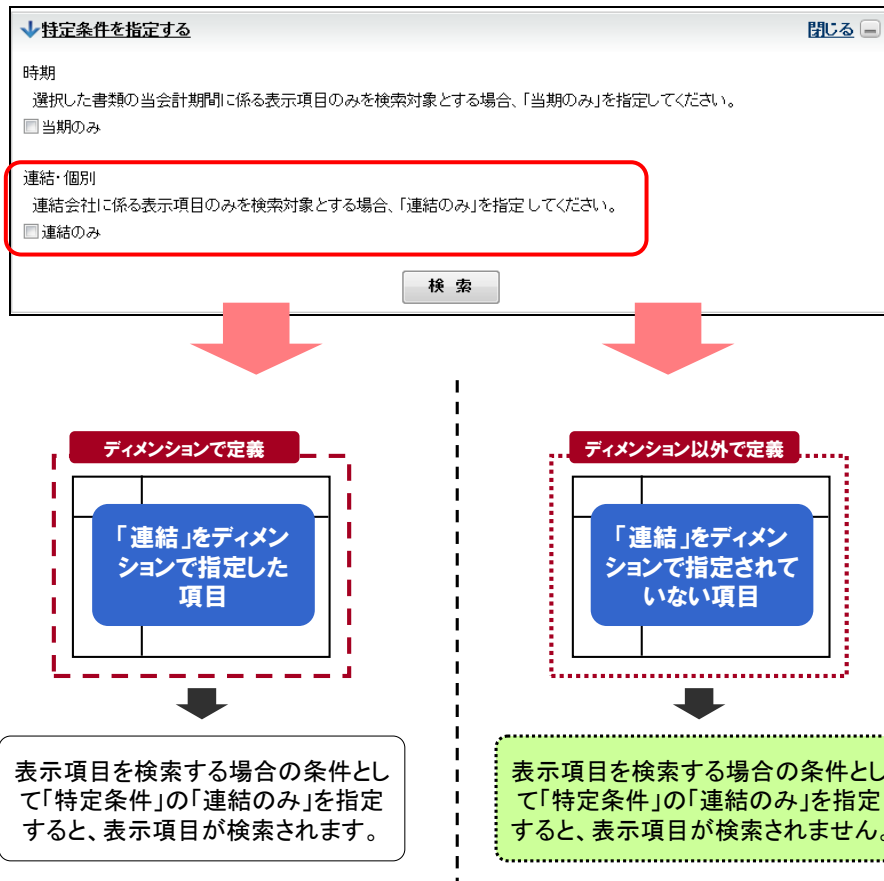 特定条件を指定する 閉じる
時期
選択した書類の当会計期間に係る表示項目のみを検索対象とする場合、「当期のみ」を指定してください。
当期のみ
連結・個別
連結会社に係る表示項目のみを検索対象とする場合、「連結のみ」を指定してください。
連結のみ
検 索
ディメンションで定義
「連結」をディメン
ションで指定した
項目
表示項目を検索する場合の条件とし
て「特定条件」の「連結のみ」を指定
すると、表示項目が検索されます。
ディメンション以外で定義
「連結」をディメン
ションで指定されて
いない項目
表示項目を検索する場合の条件とし
て「特定条件」の「連結のみ」を指定
すると、表示項目が検索されません。